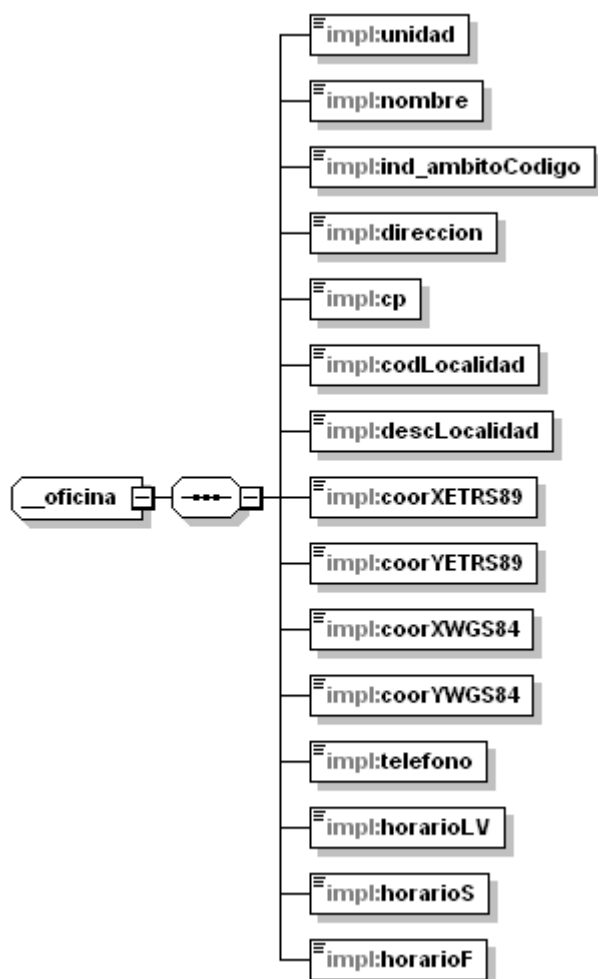 impl:unidad
impl:nombre
impl:ind_ambitoCodigo
impl:direccion
impl:cp
impl:codLocalidad
impl:descLocalidad
__oficina
impl:coorXETRS89
impl:coorYETRS89
impl:coorXWGS84
impl:coorYWGS84
impl:telefono
impl:horarioLV
impl:horarioS
impl:horarioF